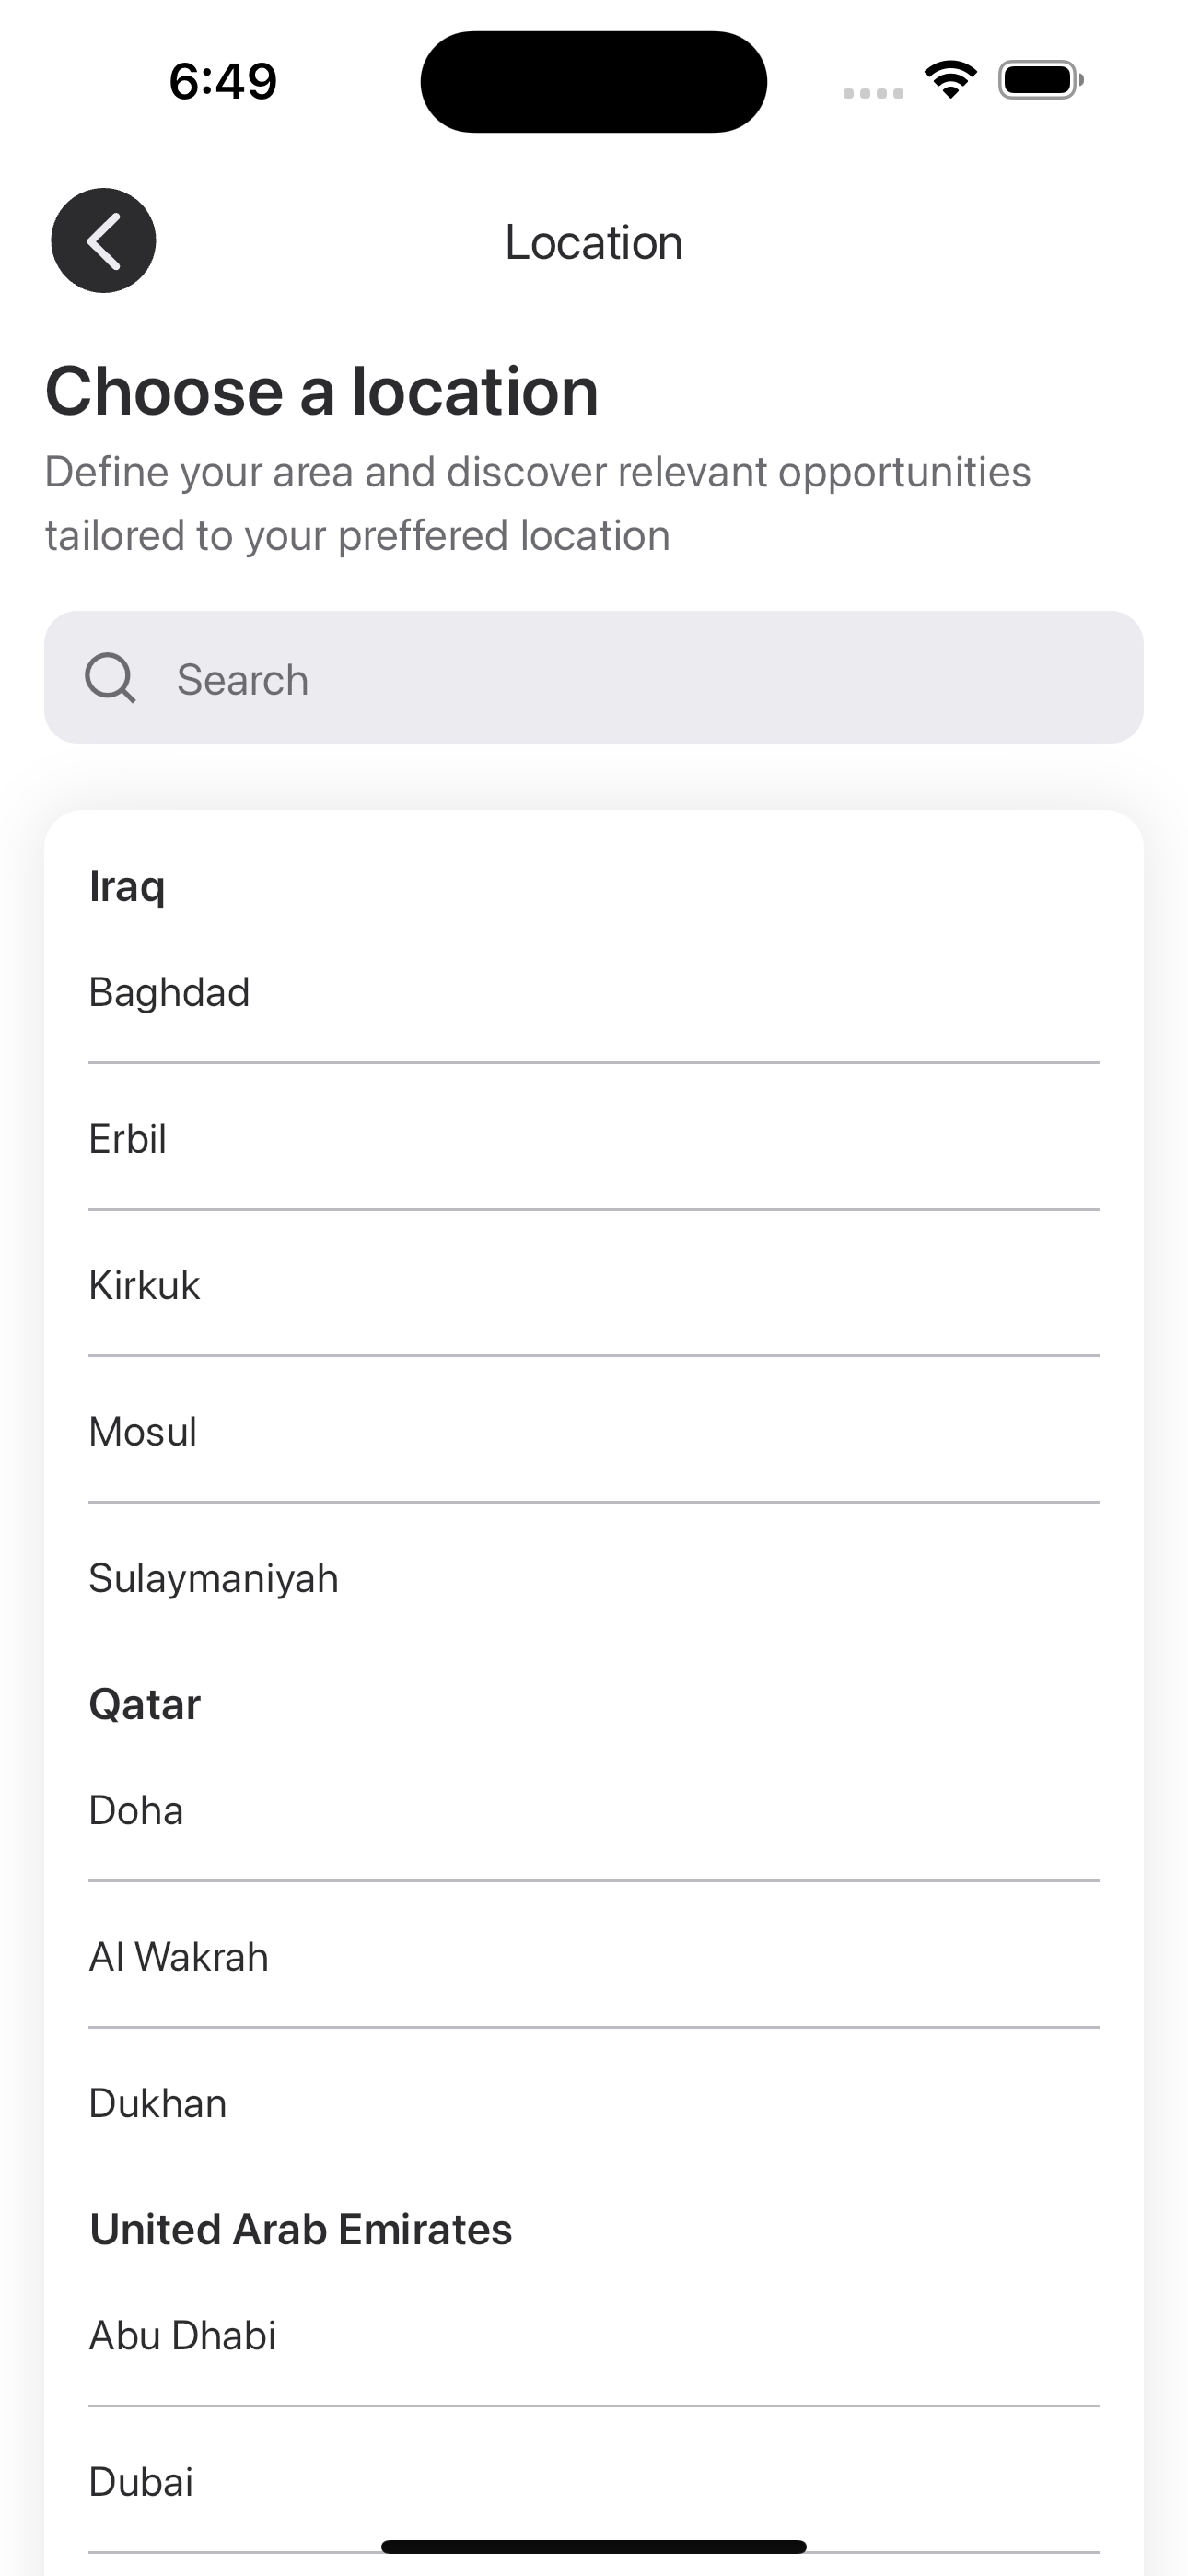 6:49
Location
Choose a location
Define your area and discover relevant opportunities
tailored to your preffered location
Search
Iraq
Baghdad
Erbil
Kirkuk
Mosul
Sulaymaniyah
Qatar
Doha
Al Wakrah
Dukhan
United Arab Emirates
Abu Dhabi
Dubai